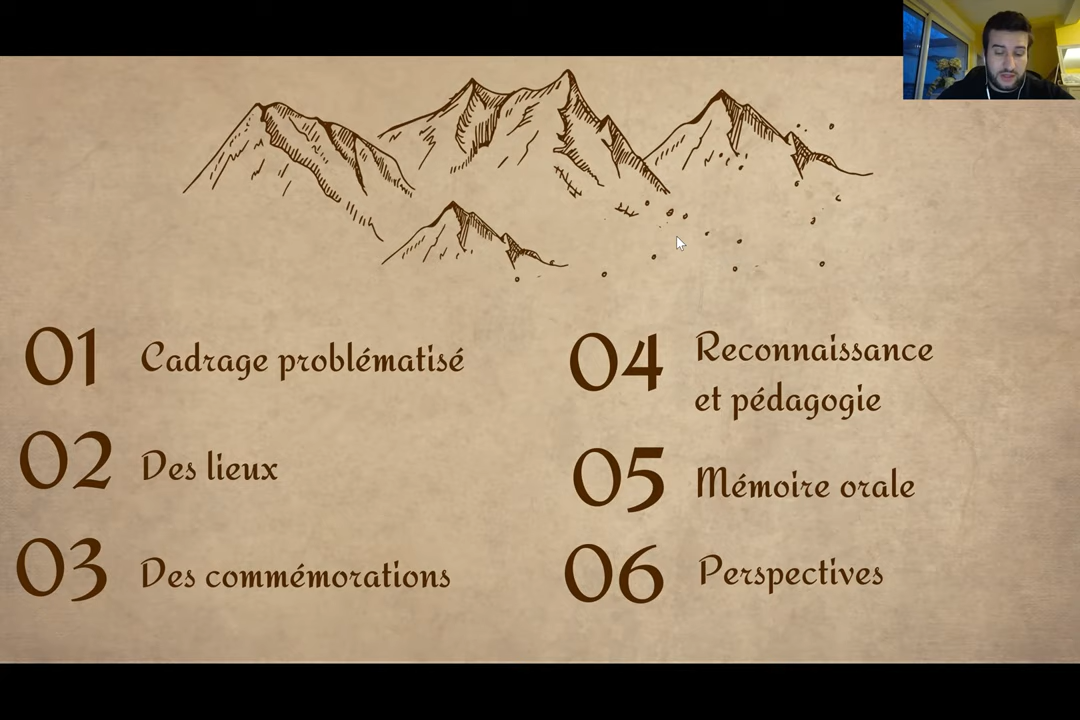 01 Cadrage problématisé
02 Des lieux
03 Des commémorations
04 Reconnaissance
et pédagogie
05 Mémoire orale
06 Perspectives